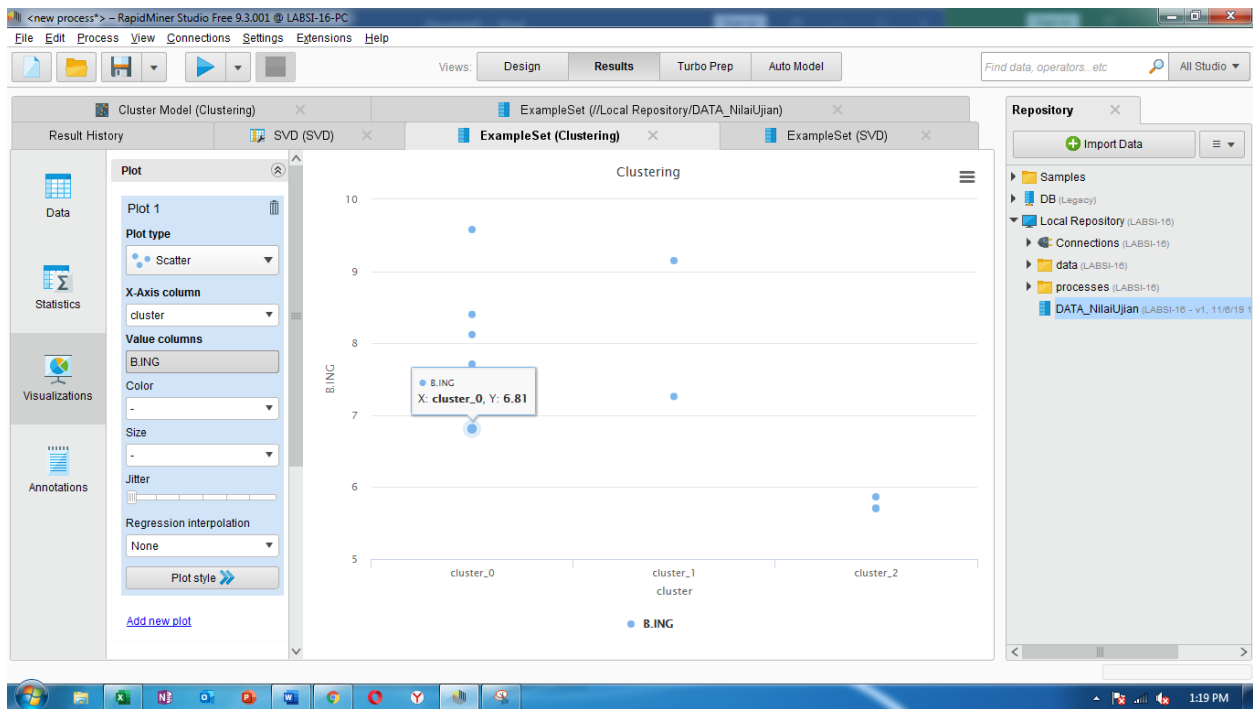 <new process*> – RapidMiner Studio Free 9.3.001 @ LABSI-16-PC
File Edit Process View Connections Settings Extensions Help
Views: Design Results Turbo Prep Auto Model
Find data, operators...etc
All Studio
Cluster Model (Clustering)
ExampleSet (//Local Repository/DATA_NilaiUjian)
Result History
SVD (SVD)
ExampleSet (Clustering)
ExampleSet (SVD)
Data
Statistics
Visualizations
Annotations
Plot
Plot 1
Plot type
Scatter
X-Axis column
cluster
Value columns
B.ING
Color
-
Size
-
Jitter
Regression interpolation
None
Plot style
Add new plot
Clustering
10
9
8
7
6
5
B.ING
B.ING
X: cluster_0, Y: 6.81
cluster_0 cluster_1 cluster_2
cluster
B.ING
Repository
Import Data
Samples
DB (Legacy)
Local Repository (LABSI-16)
Connections (LABSI-16)
data (LABSI-16)
processes (LABSI-16)
DATA_NilaiUjian (LABSI-16 - v1, 11/6/19 1
1:19 PM